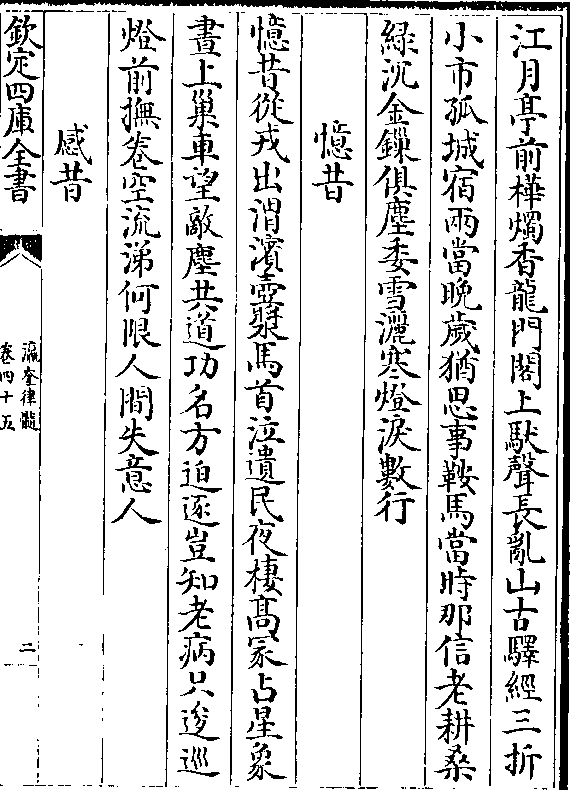 江月亭前樺燭香龍門閣上馱聲長亂山古驛經三折
小市孤城宿兩當晚歲猶思事鞍馬當時那信老耕桑
綠沉金鏁俱塵委雪灑寒燈淚數行
憶昔
憶昔從戎出渭濱壺漿馬首泣遺民夜棲髙冢占星象
晝上巢車望敵塵共道功名方迫逐豈知老病只逡巡
燈前撫卷空流涕何限人間失意人
感昔
欽定四庫全書
瀛奎律髓
卷四十五
二